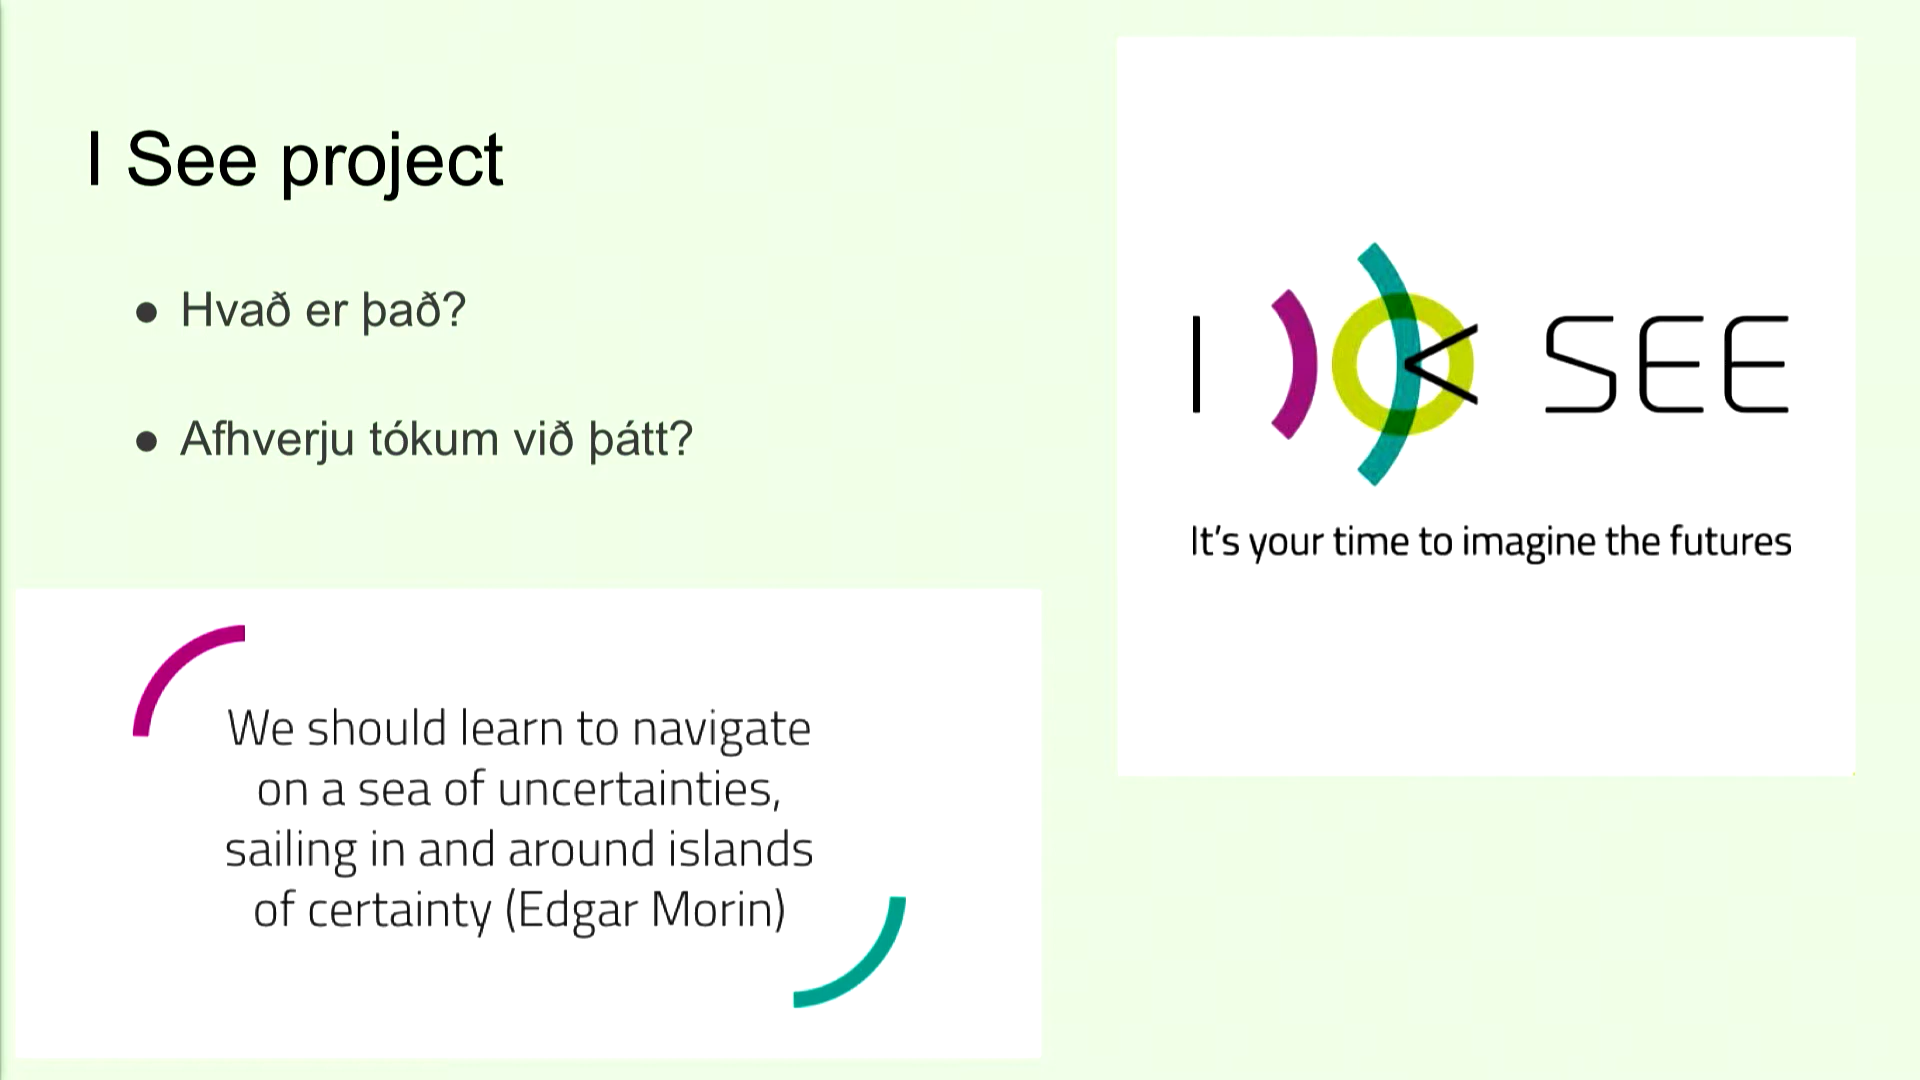 I See project
Hvað er það?
Afhverju tókum við þátt?
I SEE
It's your time to imagine the futures
We should learn to navigate
on a sea of uncertainties,
sailing in and around islands
of certainty (Edgar Morin)